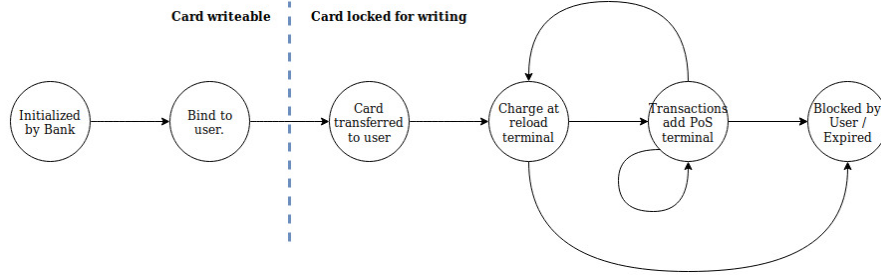 Card writeable
Card locked for writing
Initialized
by Bank
Bind to
user.
Card
transferred
to user
Charge at
reload
terminal
Transactions
add PoS
terminal
Blocked by
User /
Expired